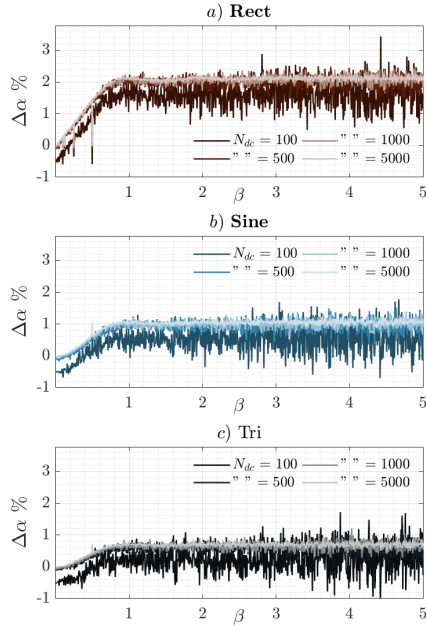 a) Rect
3
2
1
0
-1
Δα %
N_dc = 100
" " = 1000
" " = 500
" " = 5000
1 2 3 4 5
β
b) Sine
3
2
1
0
-1
Δα %
N_dc = 100
" " = 1000
" " = 500
" " = 5000
1 2 3 4 5
β
c) Tri
3
2
1
0
-1
Δα %
N_dc = 100
" " = 1000
" " = 500
" " = 5000
1 2 3 4 5
β